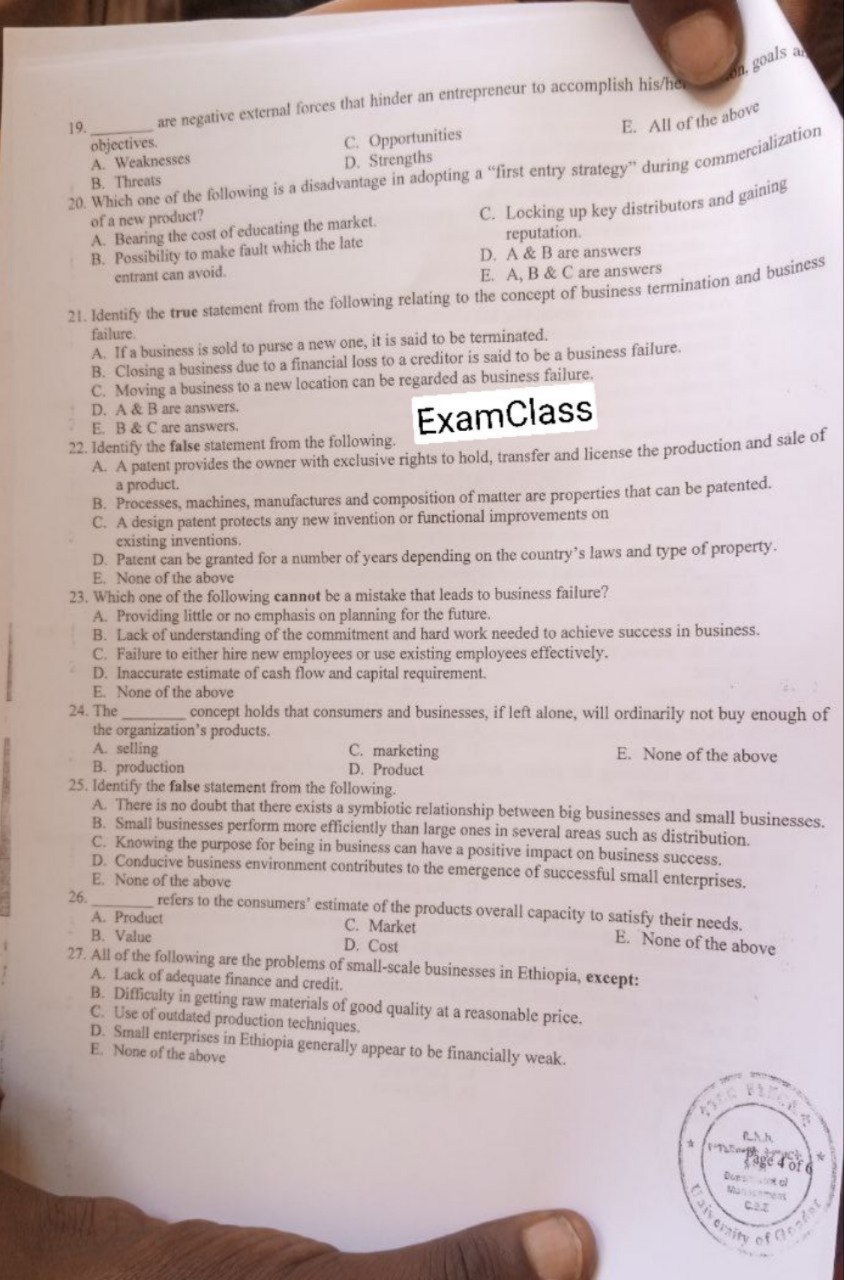 19. ________ are negative external forces that hinder an entrepreneur to accomplish his/her goals
objectives.
A. Weaknesses
B. Threats
C. Opportunities
D. Strengths
E. All of the above
20. Which one of the following is a disadvantage in adopting a “first entry strategy” during commercialization
of a new product?
A. Bearing the cost of educating the market.
B. Possibility to make fault which the late
entrant can avoid.
C. Locking up key distributors and gaining
reputation.
D. A & B are answers
E. A, B & C are answers
21. Identify the true statement from the following relating to the concept of business termination and business
failure.
A. If a business is sold to purse a new one, it is said to be terminated.
B. Closing a business due to a financial loss to a creditor is said to be a business failure.
C. Moving a business to a new location can be regarded as business failure.
D. A & B are answers.
E. B & C are answers.
ExamClass
22. Identify the false statement from the following.
A. A patent provides the owner with exclusive rights to hold, transfer and license the production and sale of
a product.
B. Processes, machines, manufactures and composition of matter are properties that can be patented.
C. A design patent protects any new invention or functional improvements on
existing inventions.
D. Patent can be granted for a number of years depending on the country’s laws and type of property.
E. None of the above
23. Which one of the following cannot be a mistake that leads to business failure?
A. Providing little or no emphasis on planning for the future.
B. Lack of understanding of the commitment and hard work needed to achieve success in business.
C. Failure to either hire new employees or use existing employees effectively.
D. Inaccurate estimate of cash flow and capital requirement.
E. None of the above
24. The ________ concept holds that consumers and businesses, if left alone, will ordinarily not buy enough of
the organization’s products.
A. selling
B. production
C. marketing
D. Product
E. None of the above
25. Identify the false statement from the following.
A. There is no doubt that there exists a symbiotic relationship between big businesses and small businesses.
B. Small businesses perform more efficiently than large ones in several areas such as distribution.
C. Knowing the purpose for being in business can have a positive impact on business success.
D. Conducive business environment contributes to the emergence of successful small enterprises.
E. None of the above
26. ________ refers to the consumers’ estimate of the products overall capacity to satisfy their needs.
A. Product
B. Value
C. Market
D. Cost
E. None of the above
27. All of the following are the problems of small-scale businesses in Ethiopia, except:
A. Lack of adequate finance and credit.
B. Difficulty in getting raw materials of good quality at a reasonable price.
C. Use of outdated production techniques.
D. Small enterprises in Ethiopia generally appear to be financially weak.
E. None of the above
Page 4 of 6
University of